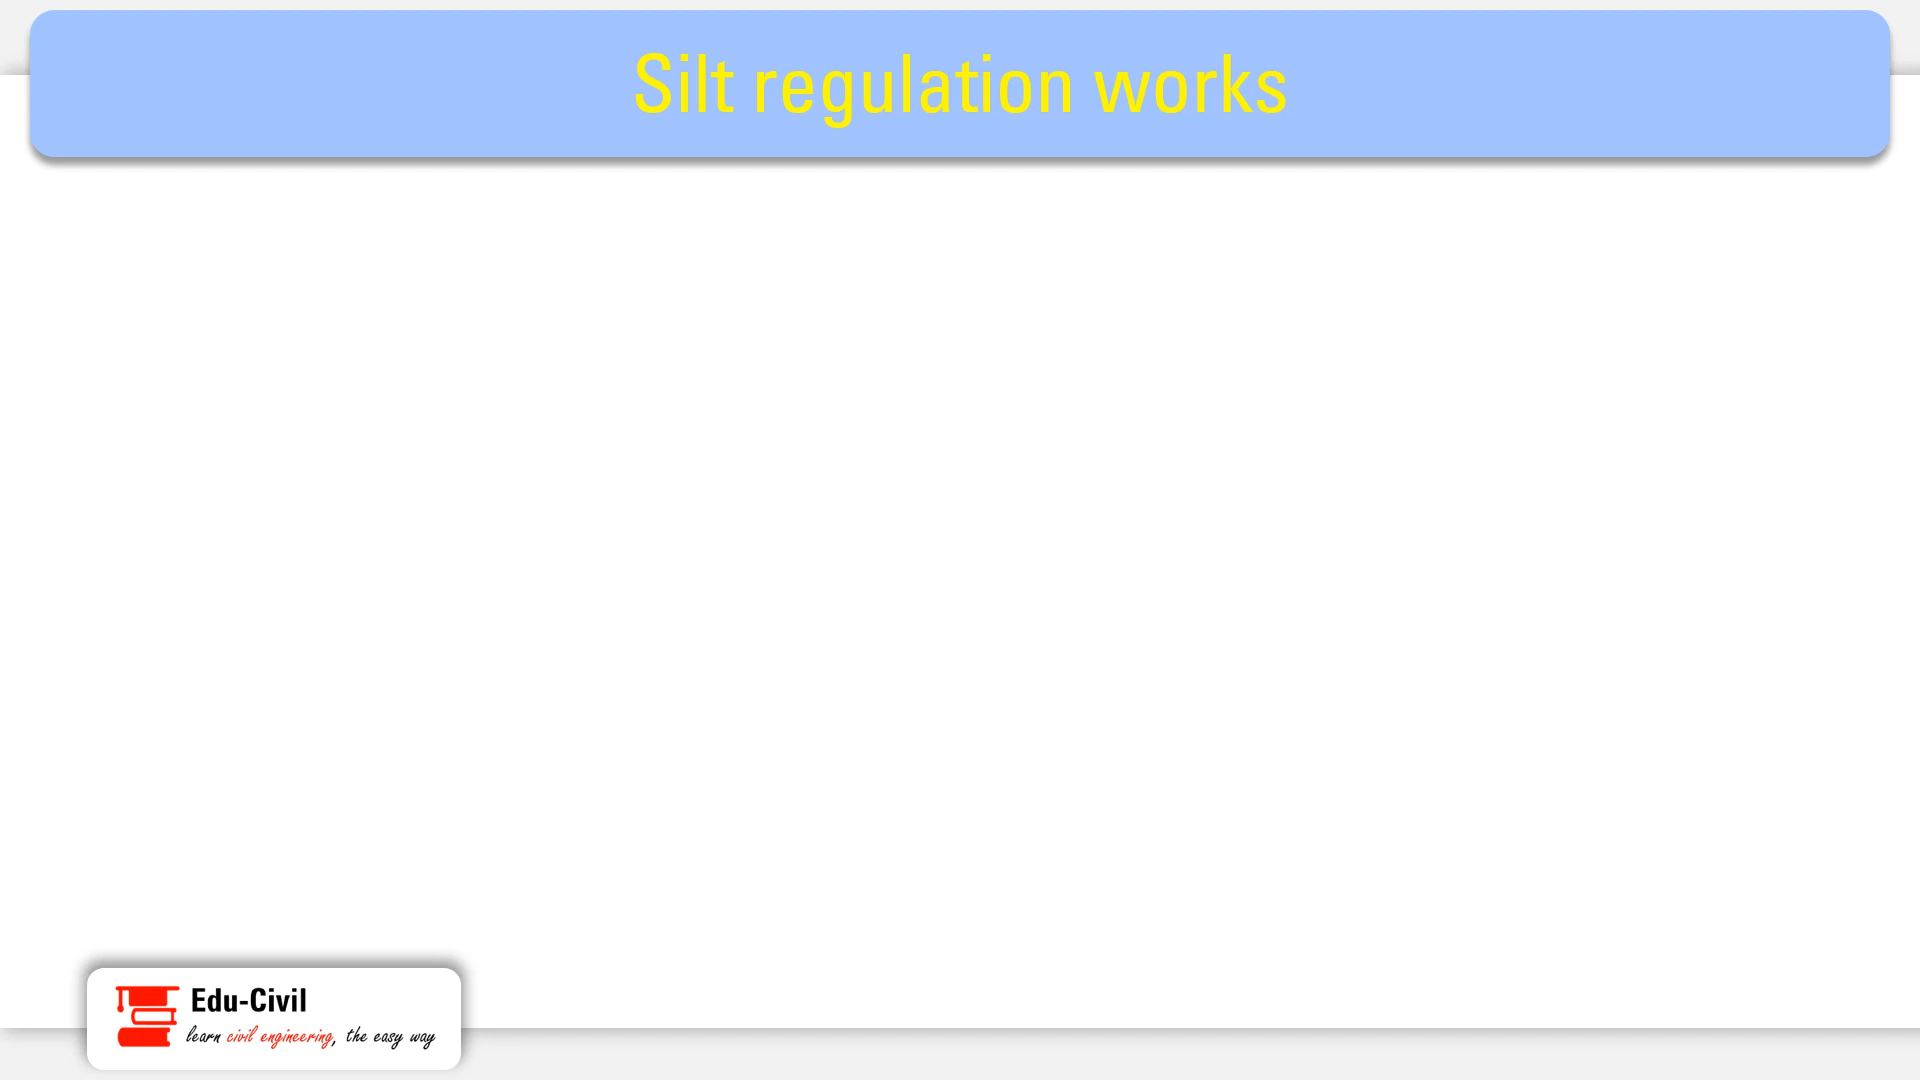 Silt regulation works
Edu-Civil
learn civil engineering, the easy way